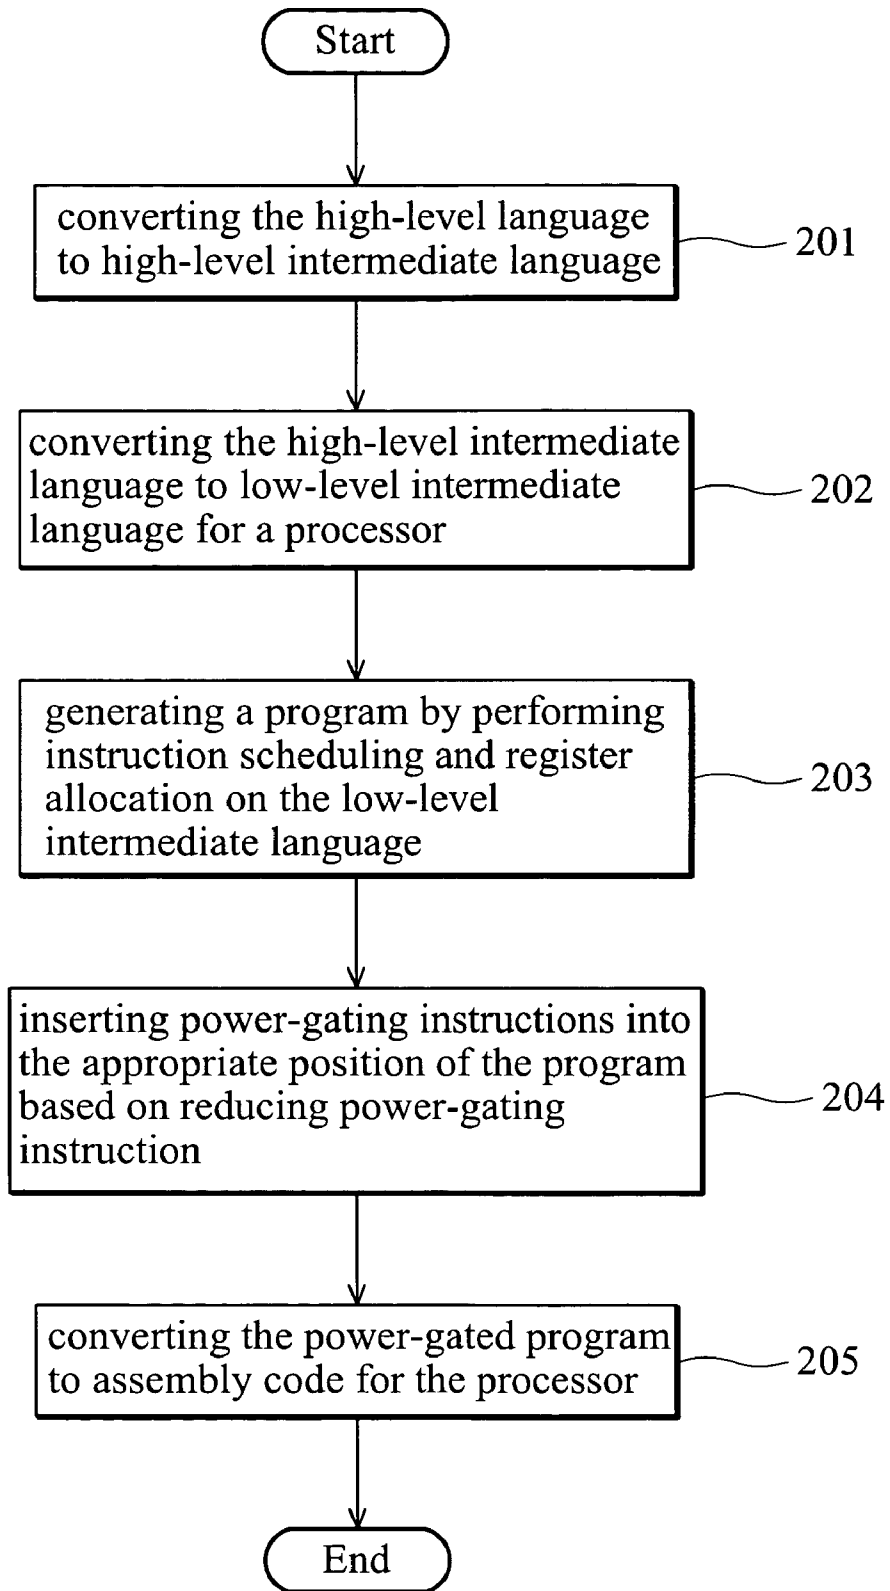 Start
converting the high-level language
to high-level intermediate language
201
converting the high-level intermediate
language to low-level intermediate
language for a processor
202
generating a program by performing
instruction scheduling and register
allocation on the low-level
intermediate language
203
inserting power-gating instructions into
the appropriate position of the program
based on reducing power-gating
instruction
204
converting the power-gated program
to assembly code for the processor
205
End